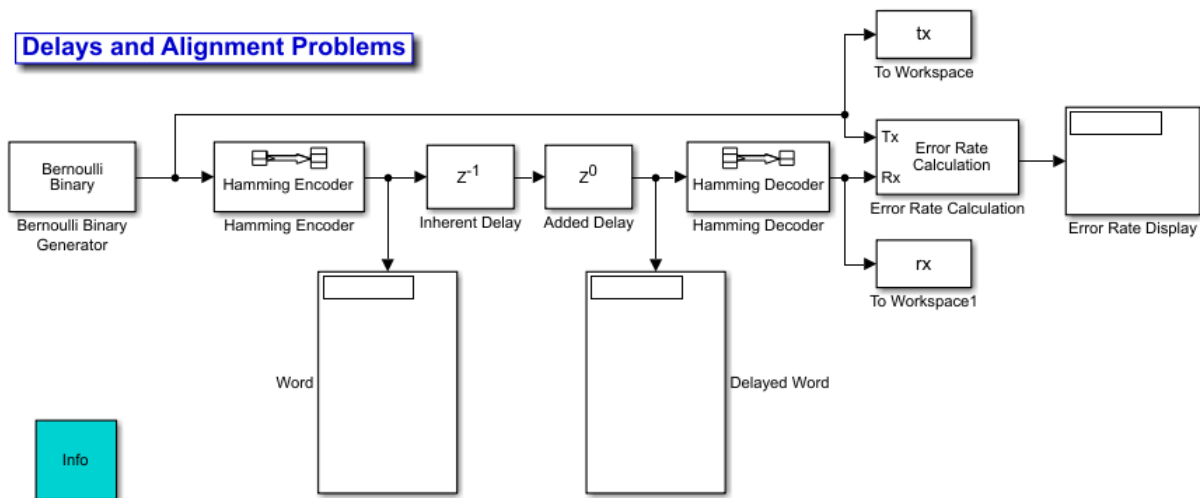 Delays and Alignment Problems
tx
To Workspace
Bernoulli
Binary
Bernoulli Binary
Generator
Hamming Encoder
Hamming Encoder
Z-1
Inherent Delay
Z0
Added Delay
Hamming Decoder
Hamming Decoder
Tx
Rx
Error Rate
Calculation
Error Rate Calculation
Error Rate Display
rx
To Workspace1
Word
Delayed Word
Info